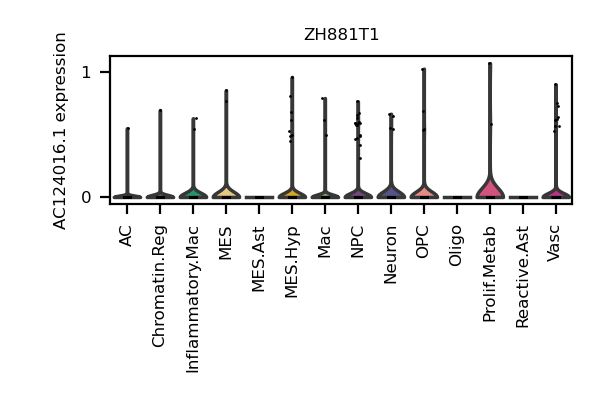 ZH881T1
AC124016.1 expression
1
0
AC
Chromatin.Reg
Inflammatory.Mac
MES
MES.Ast
MES.Hyp
Mac
NPC
Neuron
OPC
Oligo
Prolif.Metab
Reactive.Ast
Vasc